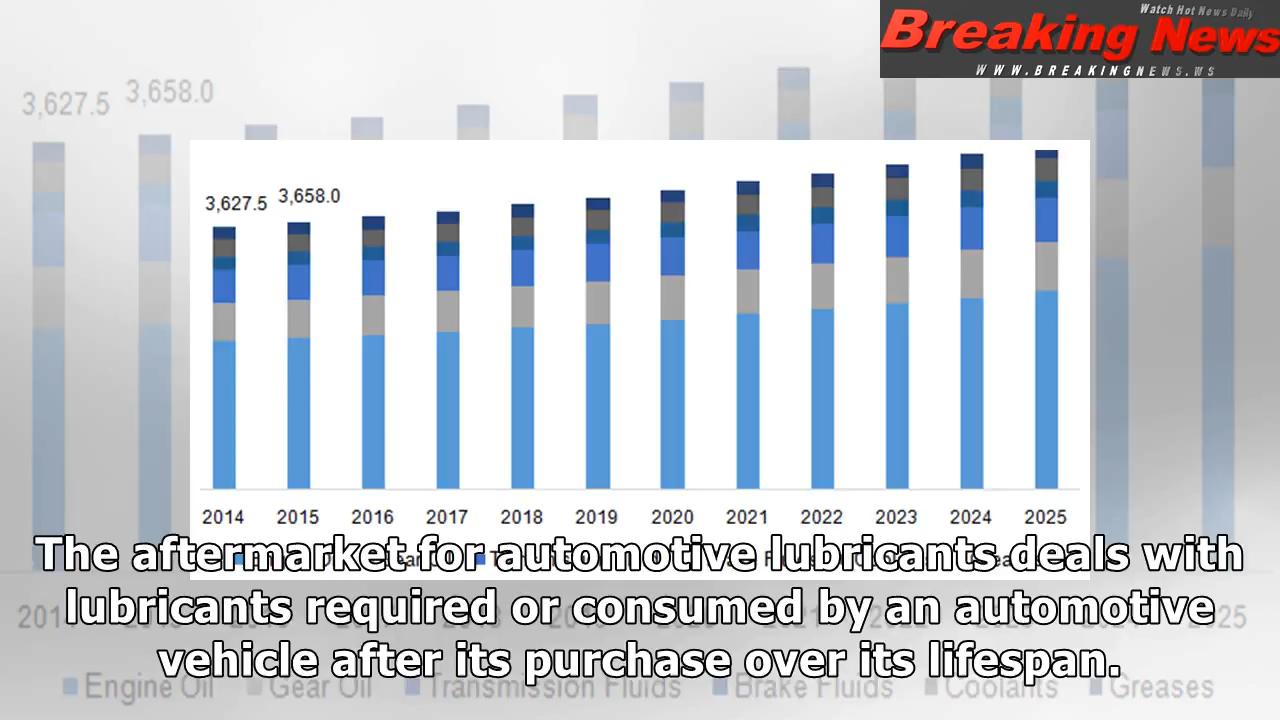 Watch Hot News Daily
Breaking News
WWW.BREAKINGNEWS.WS
3,627.5 3,658.0
3,627.5 3,658.0
2014 2015 2016 2017 2018 2019 2020 2021 2022 2023 2024 2025
The aftermarket for automotive lubricants deals with
lubricants required or consumed by an automotive
vehicle after its purchase over its lifespan.
2014 2025
Engine Oil Gear Oil Transmission Fluids Brake Fluids Coolants Greases